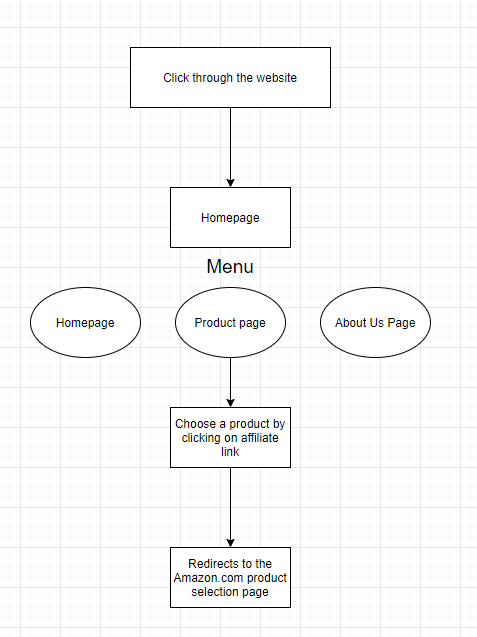 Click through the website
Homepage
Menu
Homepage
Product page
About Us Page
Choose a product by
clicking on affiliate
link
Redirects to the
Amazon.com product
selection page